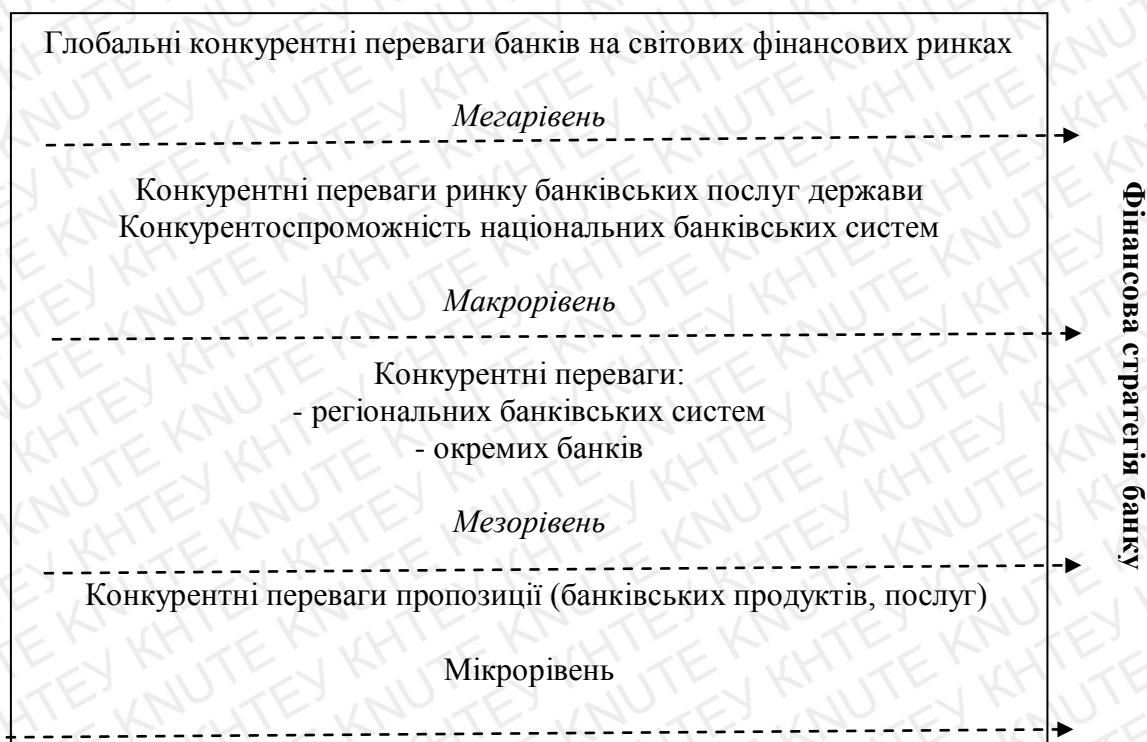 Глобальні конкурентні переваги банків на світових фінансових ринках
Мегарівень
Конкурентні переваги ринку банківських послуг держави
Конкурентоспроможність національних банківських систем
Макрорівень
Конкурентні переваги:
- регіональних банківських систем
- окремих банків
Мезорівень
Конкурентні переваги пропозиції (банківських продуктів, послуг)
Мікрорівень
Фінансова стратегія банку